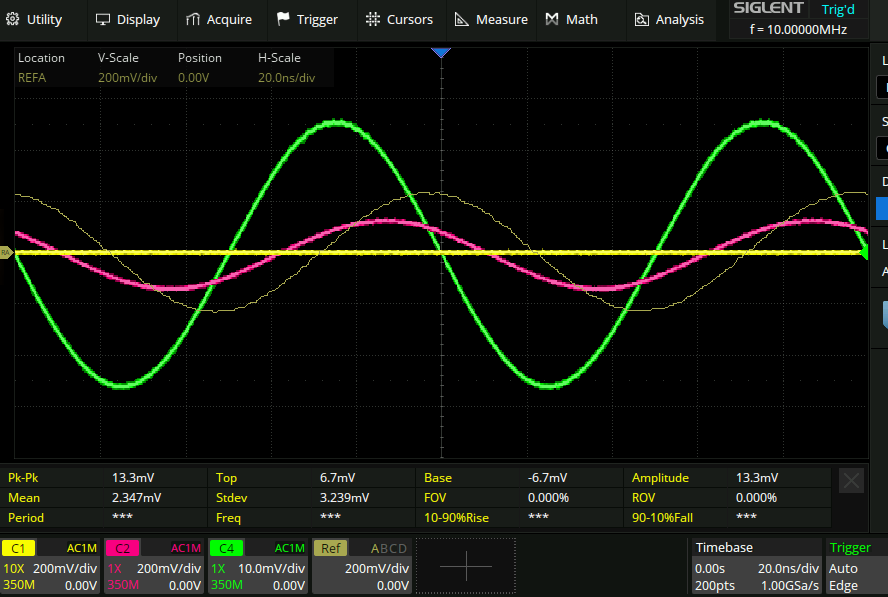 Utility Display Acquire Trigger Cursors Measure Math Analysis SIGLENT Trig'd
f = 10.00000MHz
Location V-Scale Position H-Scale
REFA 200mV/div 0.00V 20.0ns/div
RA
Pk-Pk 13.3mV Top 6.7mV Base -6.7mV Amplitude 13.3mV
Mean 2.347mV Stdev 3.239mV FOV 0.000% ROV 0.000%
Period *** Freq *** 10-90%Rise *** 90-10%Fall ***
C1 AC1M C2 AC1M C4 AC1M Ref ABCD Timebase Trigger
10X 200mV/div 1X 200mV/div 1X 10.0mV/div 200mV/div 0.00s 20.0ns/div Auto
350M 0.00V 350M 0.00V 350M 0.00V 0.00V 200pts 1.00GSa/s Edge